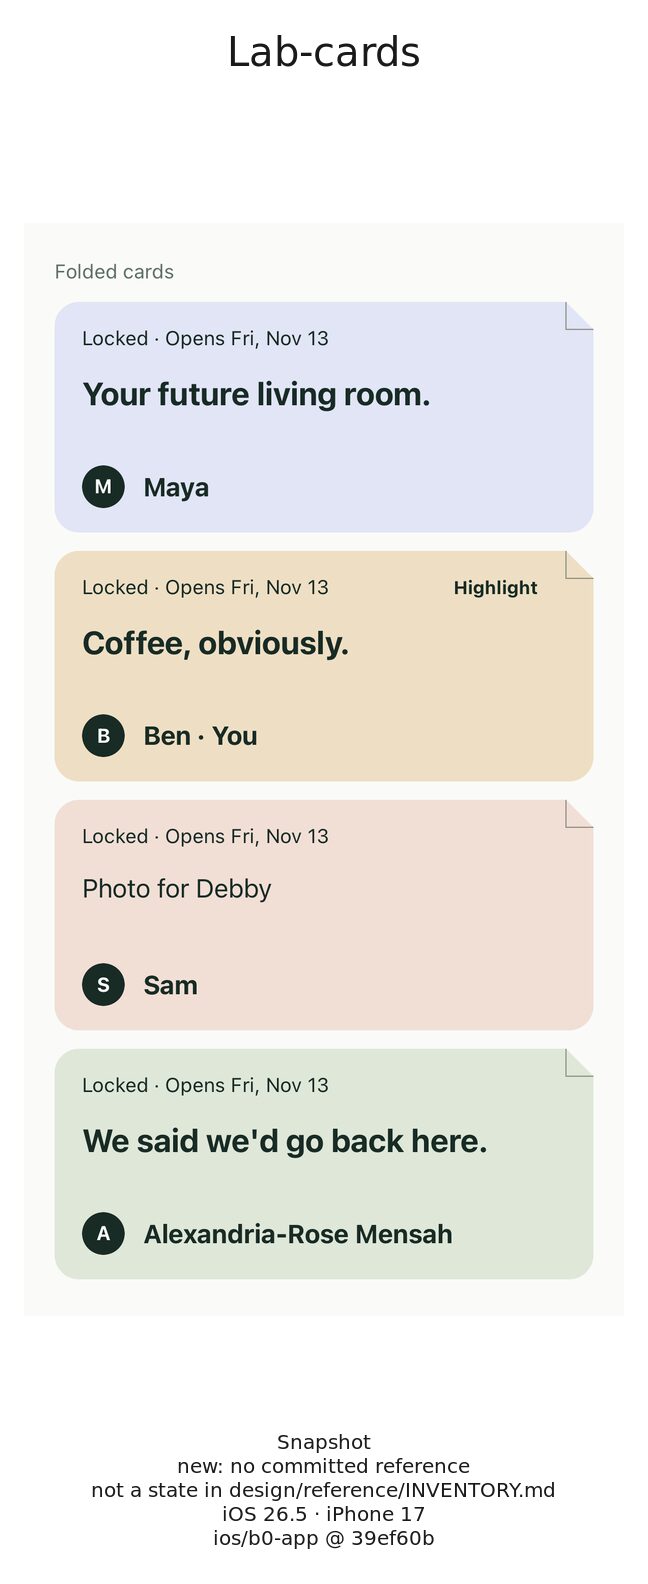 Lab-cards
Folded cards
Locked · Opens Fri, Nov 13
Your future living room.
M Maya
Locked · Opens Fri, Nov 13 Highlight
Coffee, obviously.
B Ben · You
Locked · Opens Fri, Nov 13
Photo for Debby
S Sam
Locked · Opens Fri, Nov 13
We said we'd go back here.
A Alexandria-Rose Mensah
Snapshot
new: no committed reference
not a state in design/reference/INVENTORY.md
iOS 26.5 · iPhone 17
ios/b0-app @ 39ef60b